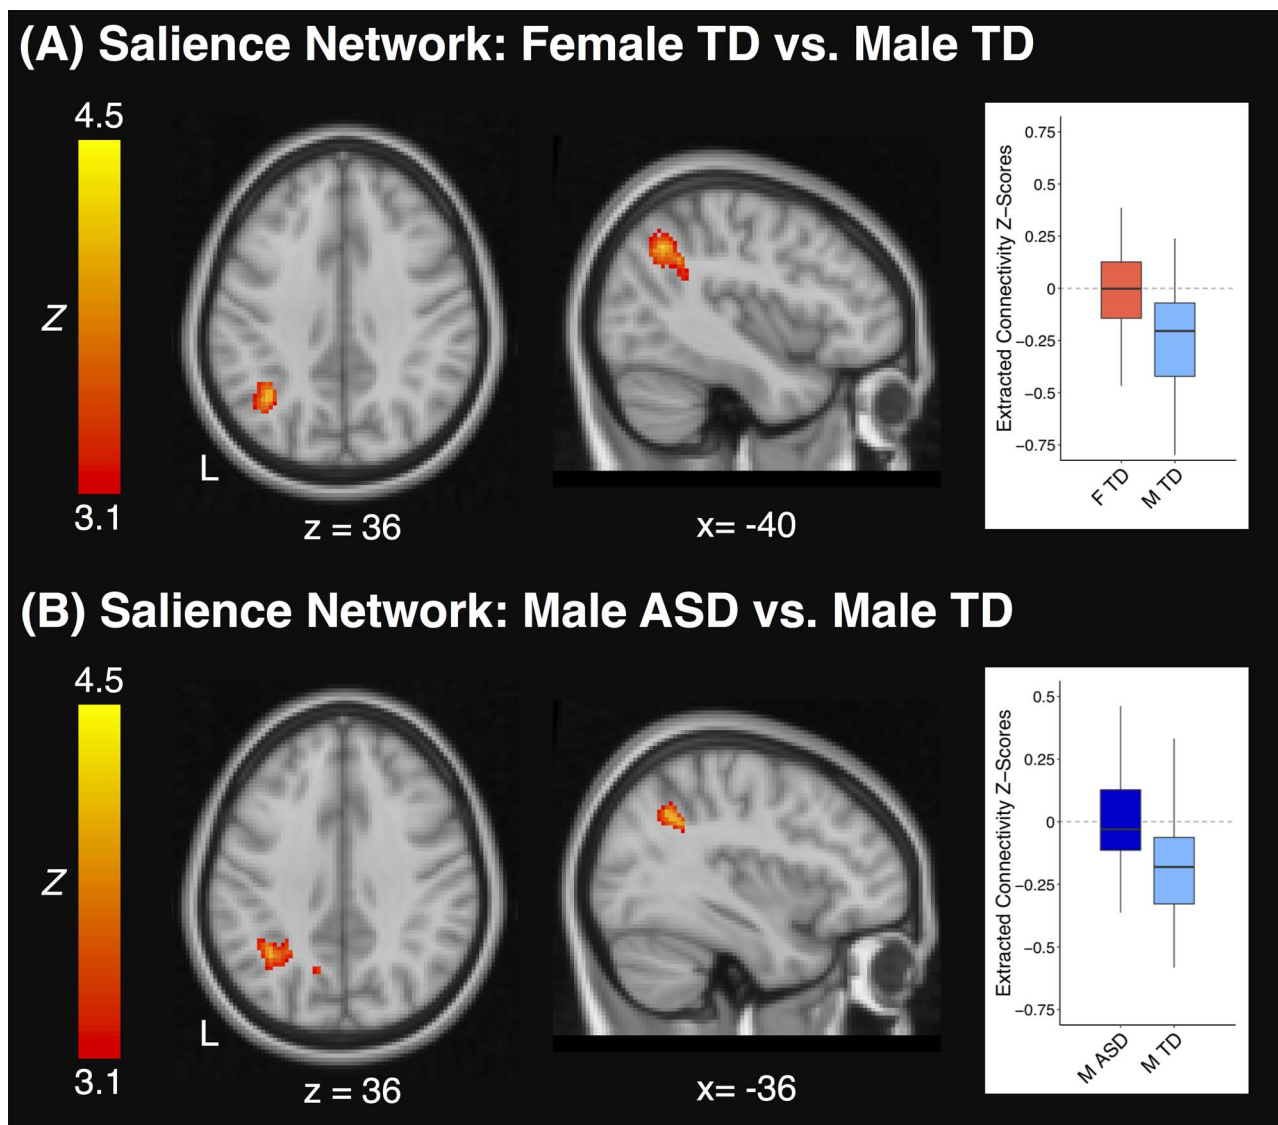 (A) Salience Network: Female TD vs. Male TD
4.5
Z
3.1
L
z = 36
x= -40
Extracted Connectivity Z−Scores
0.75
0.5
0.25
0
−0.25
−0.5
−0.75
F TD
M TD
(B) Salience Network: Male ASD vs. Male TD
4.5
Z
3.1
L
z = 36
x= -36
Extracted Connectivity Z−Scores
0.5
0.25
0
−0.25
−0.5
−0.75
M ASD
M TD